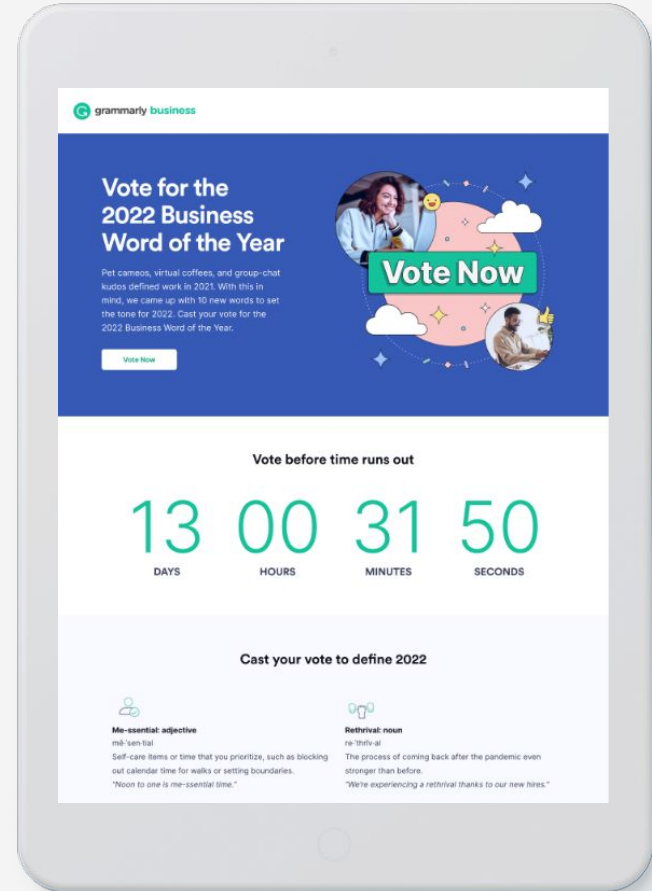 grammarly business
Vote for the
2022 Business
Word of the Year
Pet cameos, virtual coffees, and group-chat
kudos defined work in 2021. With this in
mind, we came up with 10 new words to set
the tone for 2022. Cast your vote for the
2022 Business Word of the Year.
Vote Now
Vote Now
Vote before time runs out
13 00 31 50
DAYS HOURS MINUTES SECONDS
Cast your vote to define 2022
Me-ssential: adjective
mē-ˈsen·tial
Self-care items or time that you prioritize, such as blocking
out calendar time for walks or setting boundaries.
"Noon to one is me-ssential time."
Rethrival: noun
re-ˈthrīv-al
The process of coming back after the pandemic even
stronger than before.
"We're experiencing a rethrival thanks to our new hires."